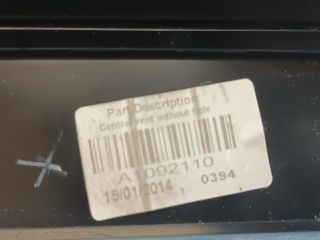 Part Description
Central vent without hole
A1092110
19/01/2014 0394